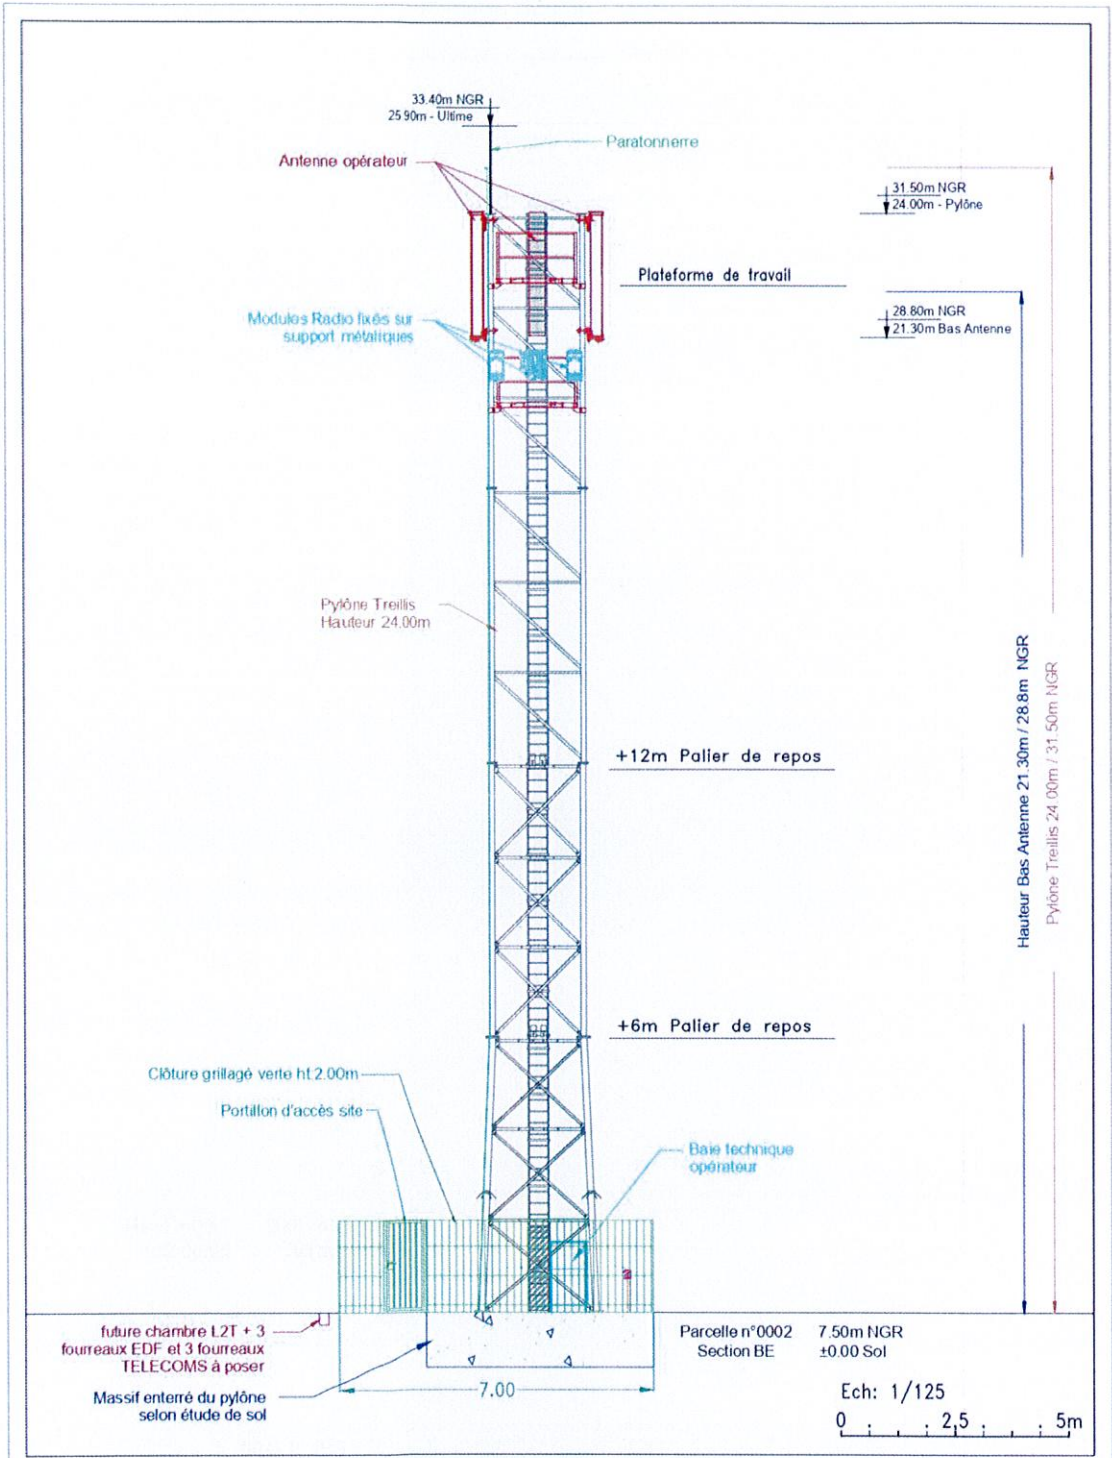 33.40m NGR
25.90m - Ultime
Paratonnerre
Antenne opérateur
31.50m NGR
24.00m - Pylône
Plateforme de travail
28.80m NGR
21.30m Bas Antenne
Modules Radio fixés sur
support métaliques
Pylône Treillis
Hauteur 24.00m
Hauteur Bas Antenne 21.30m / 28.8m NGR
Pylône Treillis 24.00m / 31.50m NGR
+12m Palier de repos
+6m Palier de repos
Clôture grillagé verte ht 2.00m
Portillon d'accès site
Baie technique
opérateur
future chambre L2T + 3
fourreaux EDF et 3 fourreaux
TELECOMS à poser
Parcelle n°0002 7.50m NGR
Section BE ±0.00 Sol
Massif enterré du pylône
selon étude de sol
7.00
Ech: 1/125
0 . . 2,5 . . 5m